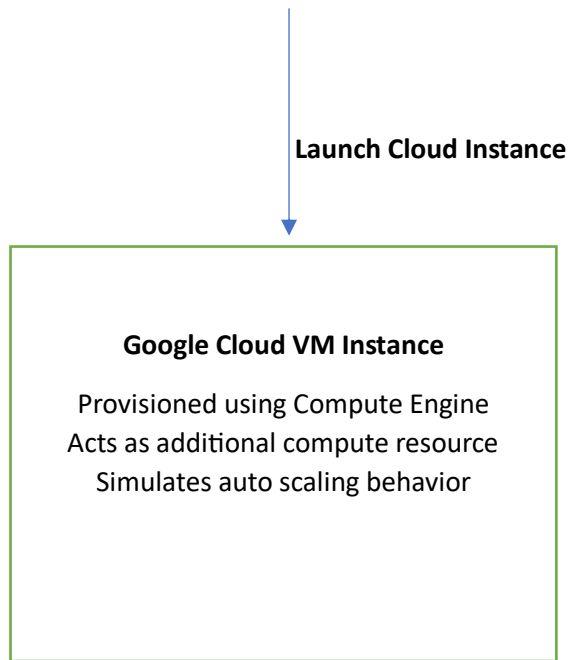 Launch Cloud Instance
Google Cloud VM Instance
Provisioned using Compute Engine
Acts as additional compute resource
Simulates auto scaling behavior